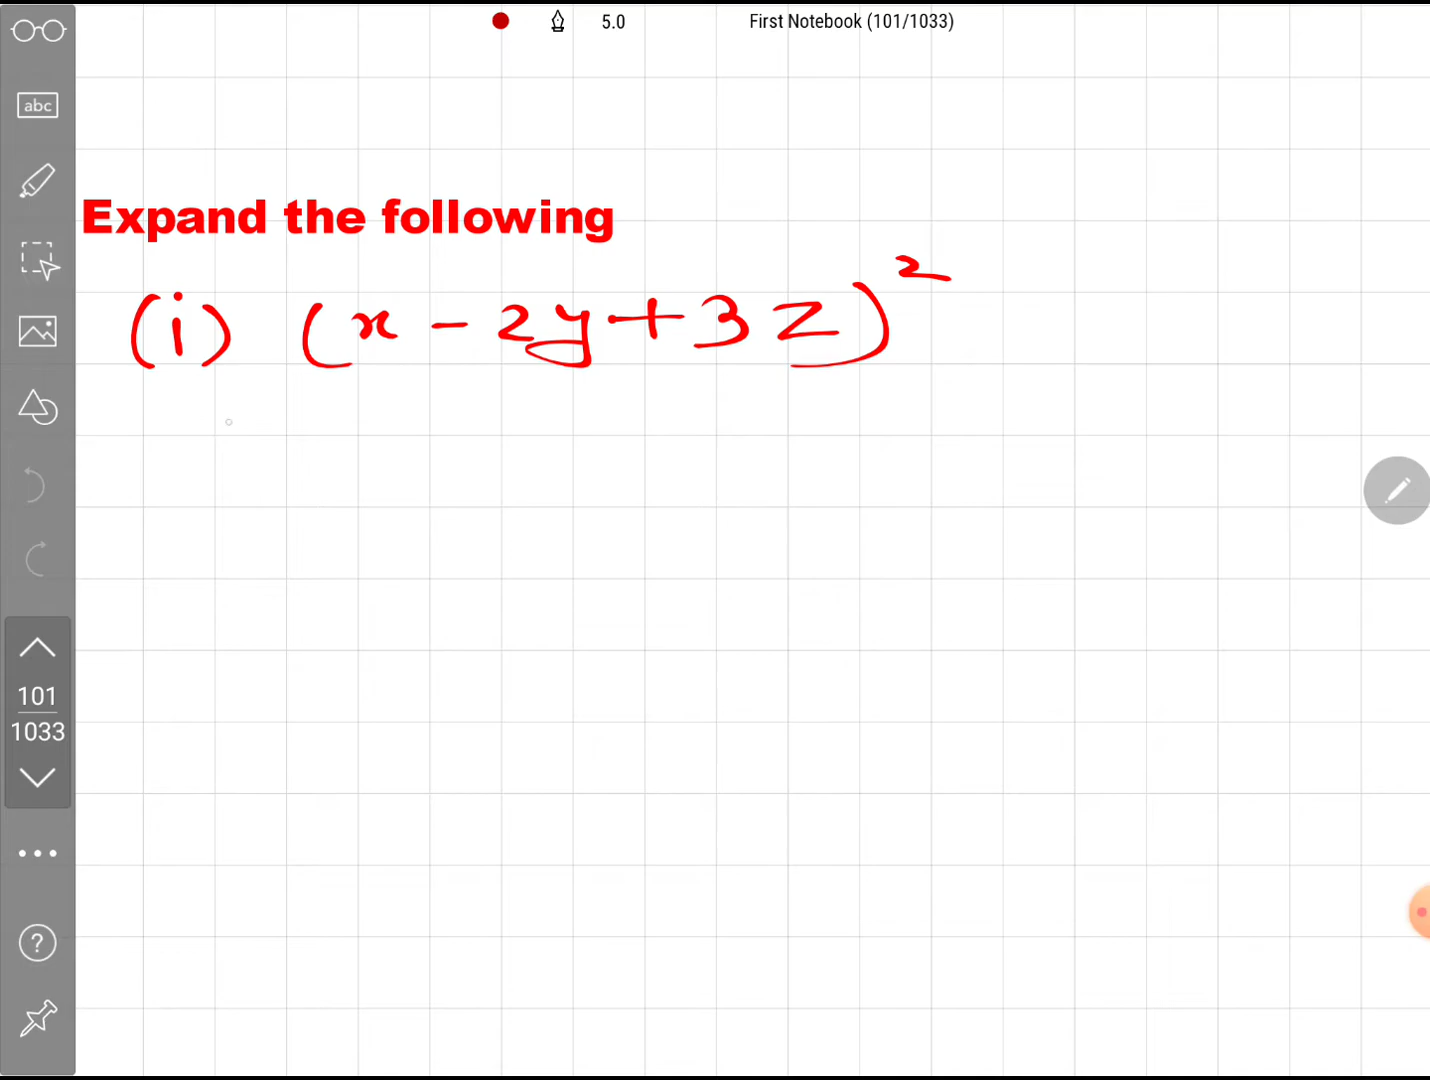 5.0 First Notebook (101/1033)
abc
Expand the following
(i) (x - 2y + 3z)²
101
1033
?